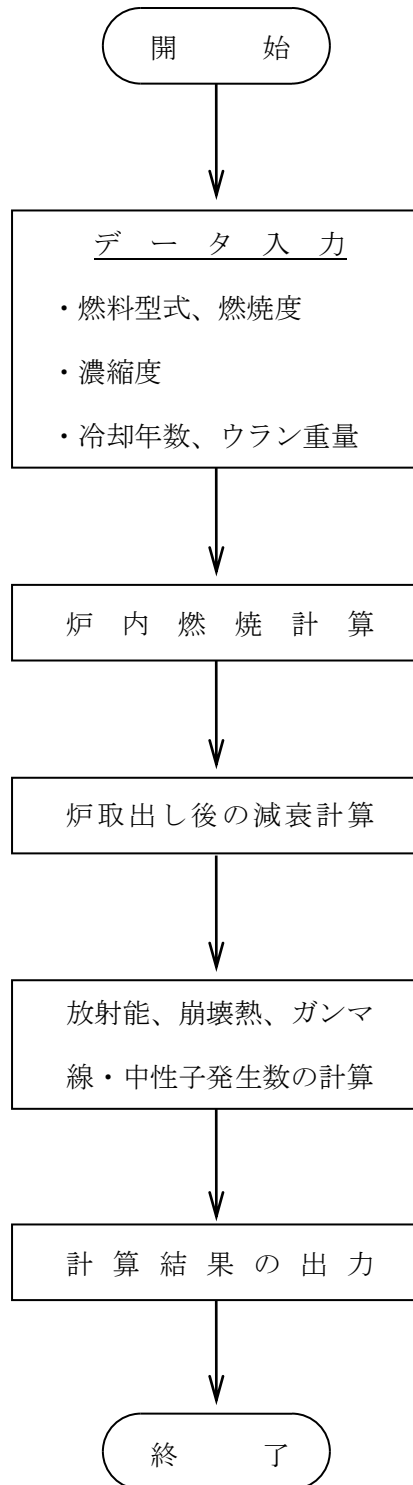 開　始
データ入力
・燃料型式、燃焼度
・濃縮度
・冷却年数、ウラン重量
炉内燃焼計算
炉取出し後の減衰計算
放射能、崩壊熱、ガンマ
線・中性子発生数の計算
計算結果の出力
終　了